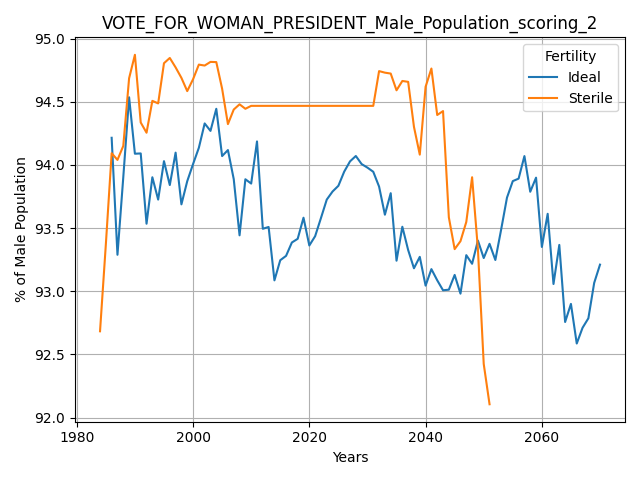 VOTE_FOR_WOMAN_PRESIDENT_Male_Population_scoring_2
95.0
94.5
94.0
93.5
93.0
92.5
92.0
% of Male Population
Fertility
Ideal
Sterile
1980
2000
2020
2040
2060
Years